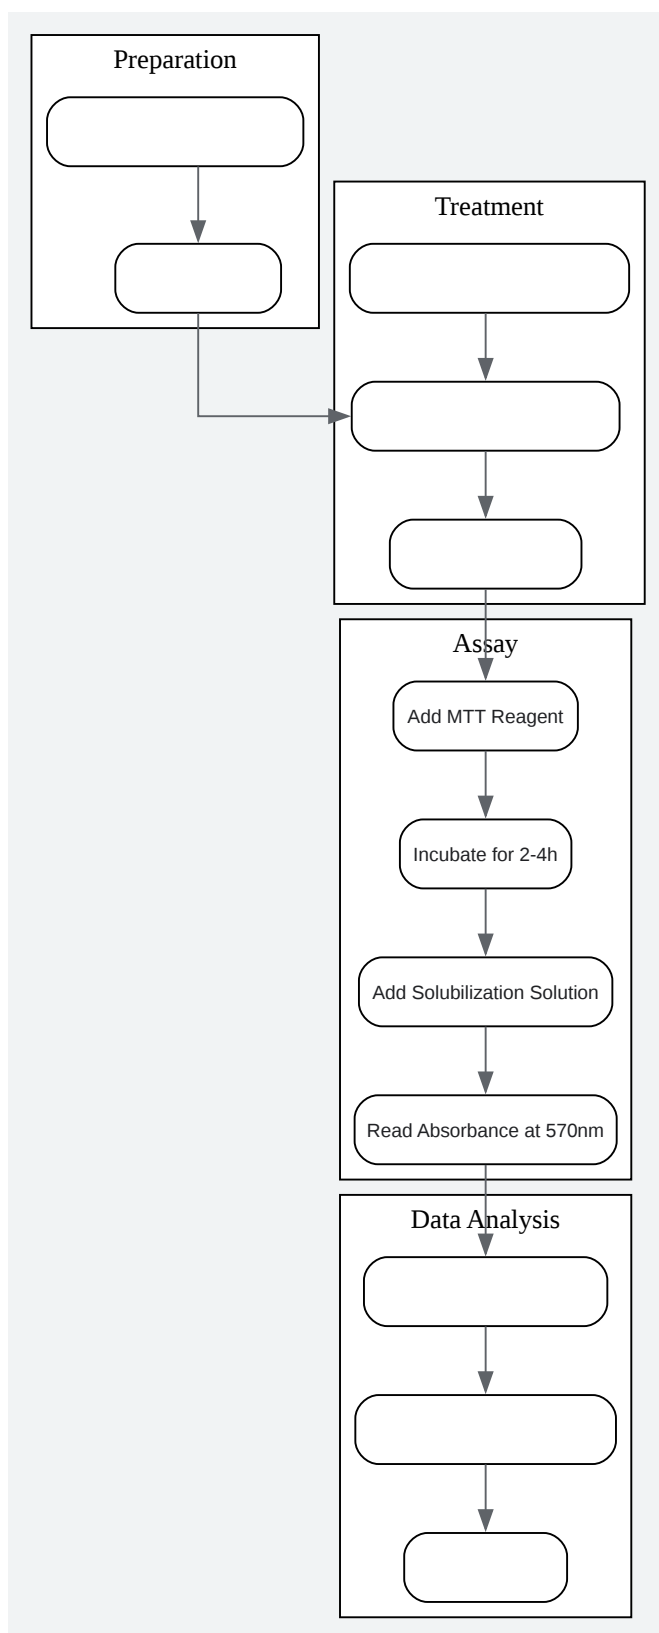 Preparation
Treatment
Assay
Add MTT Reagent
Incubate for 2-4h
Add Solubilization Solution
Read Absorbance at 570nm
Data Analysis